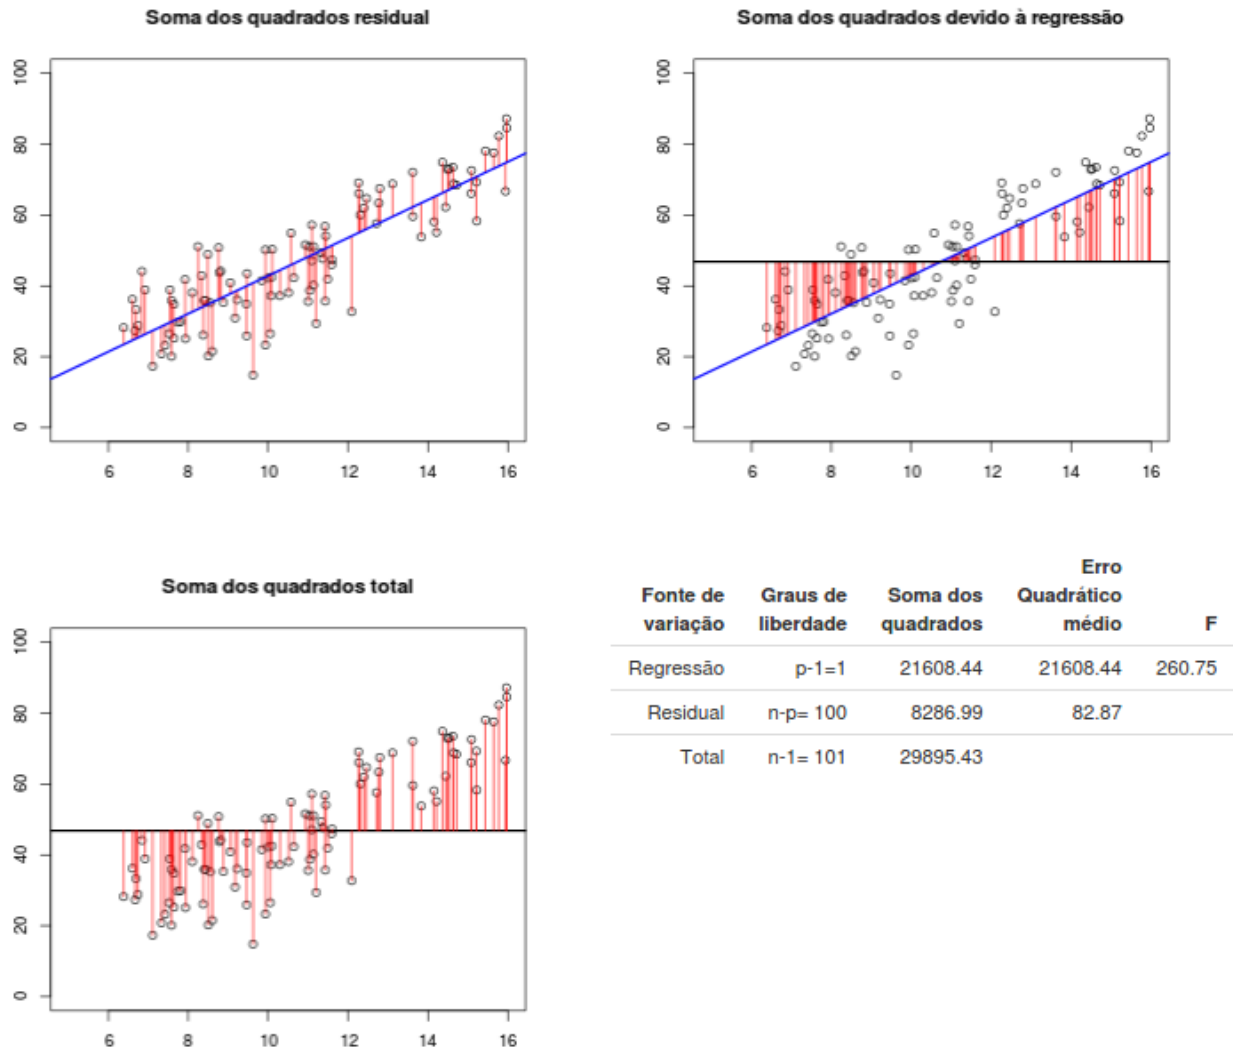 Soma dos quadrados residual
100
80
60
40
20
0
6 8 10 12 14 16
Soma dos quadrados devido à regressão
100
80
60
40
20
0
6 8 10 12 14 16
Soma dos quadrados total
100
80
60
40
20
0
6 8 10 12 14 16
Fonte de variação Graus de liberdade Soma dos quadrados Erro Quadrático médio F
Regressão p-1=1 21608.44 21608.44 260.75
Residual n-p= 100 8286.99 82.87
Total n-1= 101 29895.43